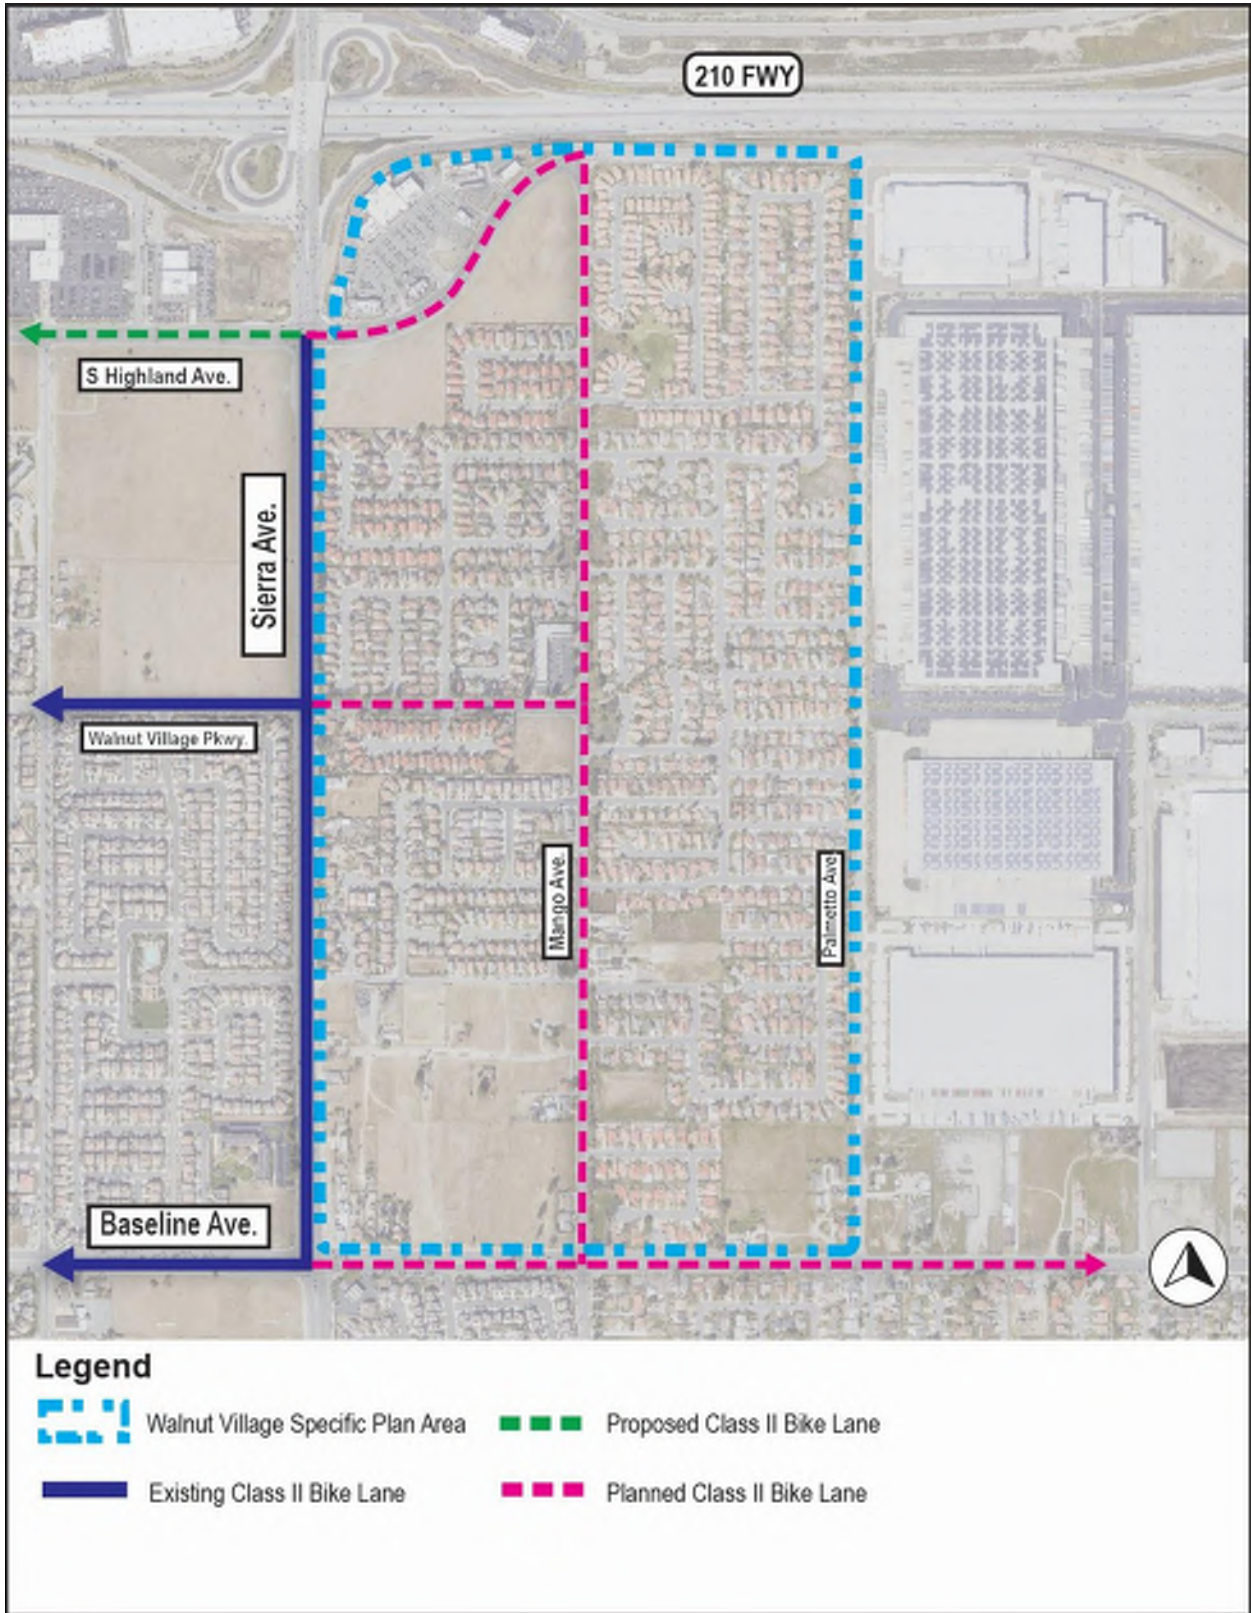 210 FWY
S Highland Ave.
Sierra Ave.
Walnut Village Pkwy.
Mango Ave.
Palmetto Ave
Baseline Ave.
Legend
Walnut Village Specific Plan Area
Proposed Class II Bike Lane
Existing Class II Bike Lane
Planned Class II Bike Lane